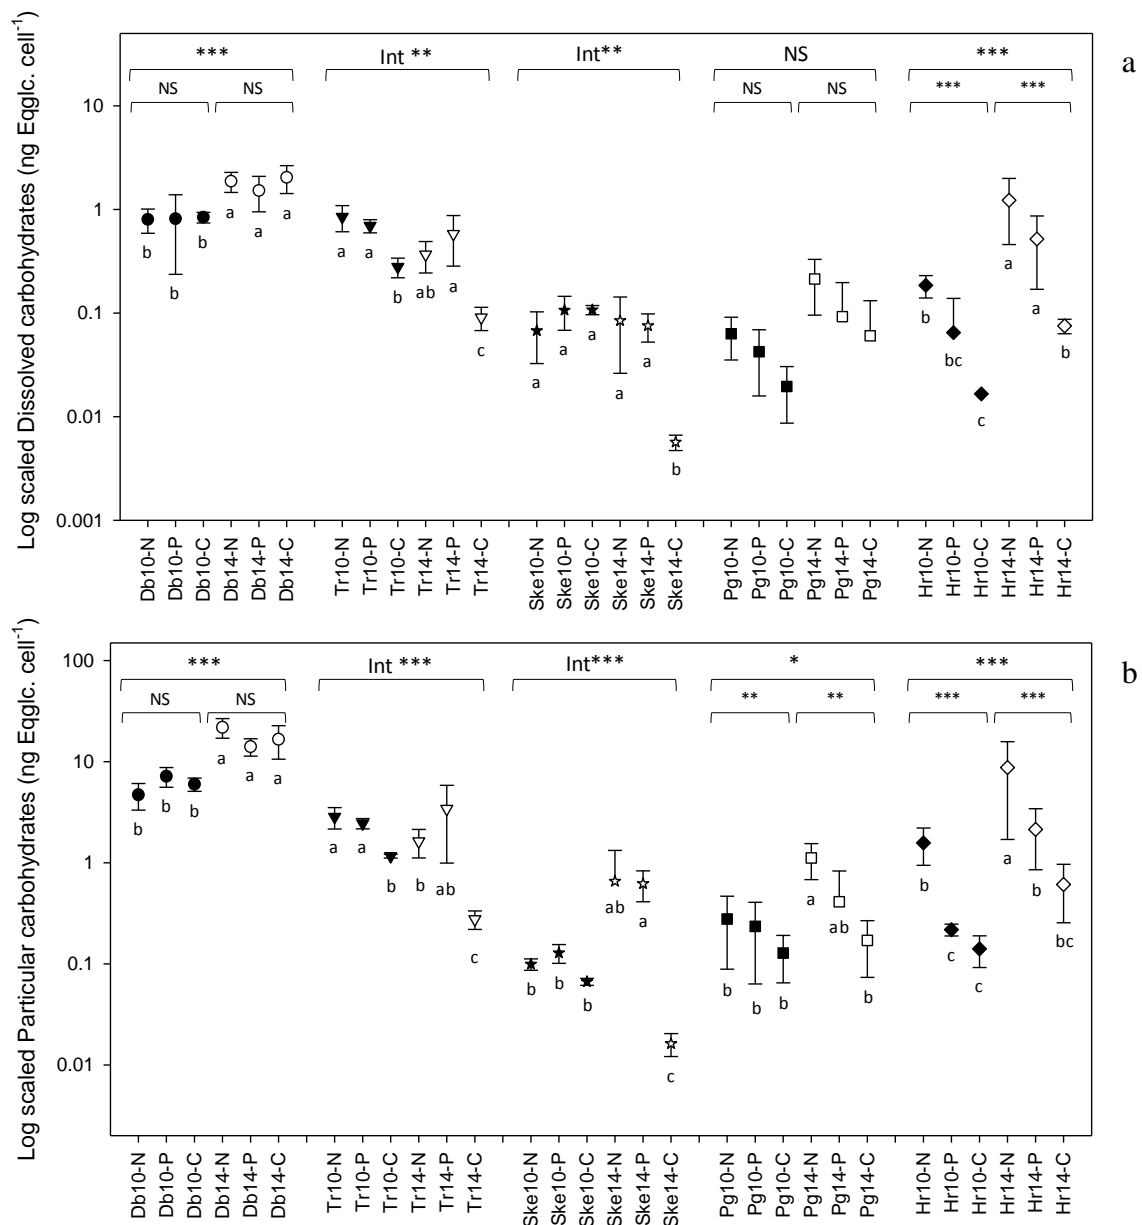 a
Log scaled Dissolved carbohydrates (ng Eqglc. cell-1)
*** Int ** Int** NS ***
NS NS NS NS *** ***
10
1
0.1
0.01
0.001
b b b a a a
a a b ab a c
a a a a a b
b bc c a a b
Db10-N Db10-P Db10-C Db14-N Db14-P Db14-C Tr10-N Tr10-P Tr10-C Tr14-N Tr14-P Tr14-C Ske10-N Ske10-P Ske10-C Ske14-N Ske14-P Ske14-C Pg10-N Pg10-P Pg10-C Pg14-N Pg14-P Pg14-C Hr10-N Hr10-P Hr10-C Hr14-N Hr14-P Hr14-C
b
Log scaled Particular carbohydrates (ng Eqglc. cell-1)
*** Int *** Int*** * ***
NS NS ** ** *** ***
100
10
1
0.1
0.01
b b b a a a
a a b b ab c
b b b ab a c
b b b a ab b
b c c a b bc
Db10-N Db10-P Db10-C Db14-N Db14-P Db14-C Tr10-N Tr10-P Tr10-C Tr14-N Tr14-P Tr14-C Ske10-N Ske10-P Ske10-C Ske14-N Ske14-P Ske14-C Pg10-N Pg10-P Pg10-C Pg14-N Pg14-P Pg14-C Hr10-N Hr10-P Hr10-C Hr14-N Hr14-P Hr14-C